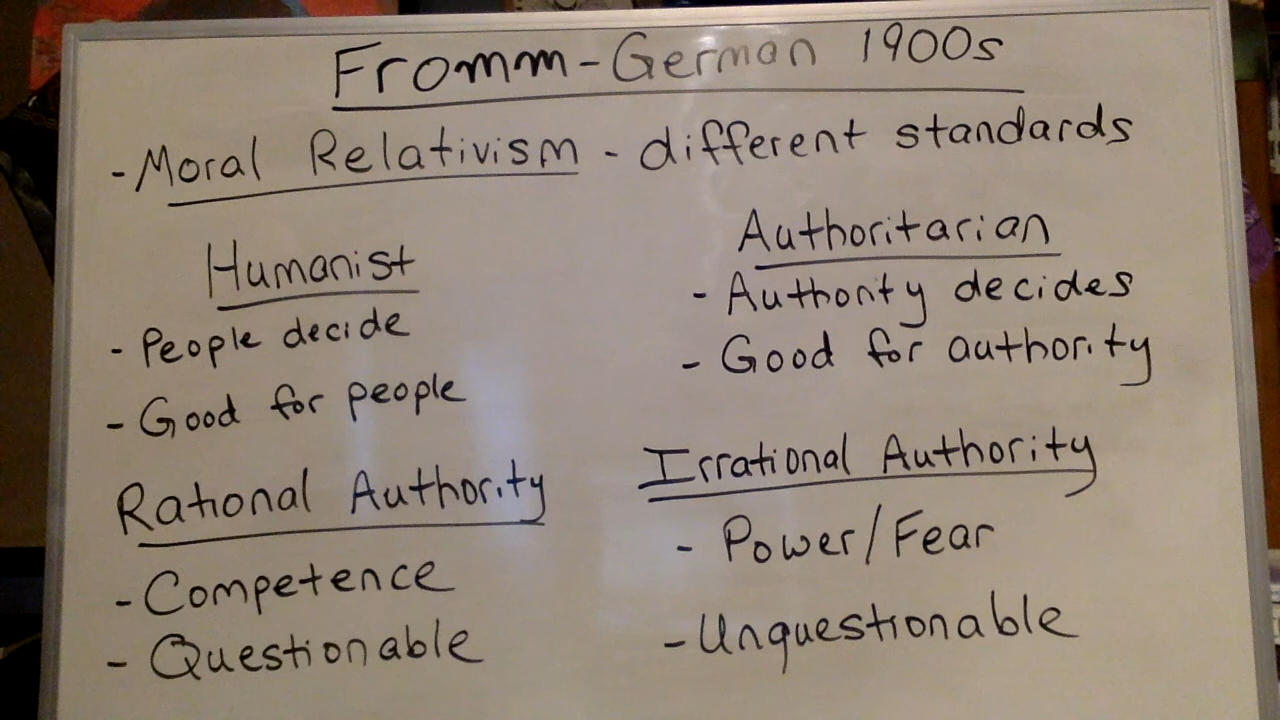 Fromm - German 1900s
- Moral Relativism - different standards
Humanist
- People decide
- Good for people
Authoritarian
- Authority decides
- Good for authority
Rational Authority
- Competence
- Questionable
Irrational Authority
- Power/Fear
- Unquestionable